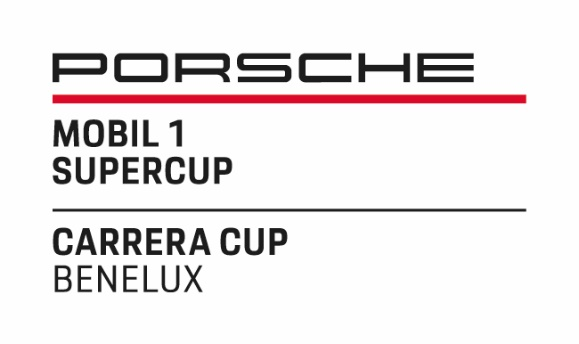 PORSCHE
MOBIL 1
SUPERCUP
CARRERA CUP
BENELUX